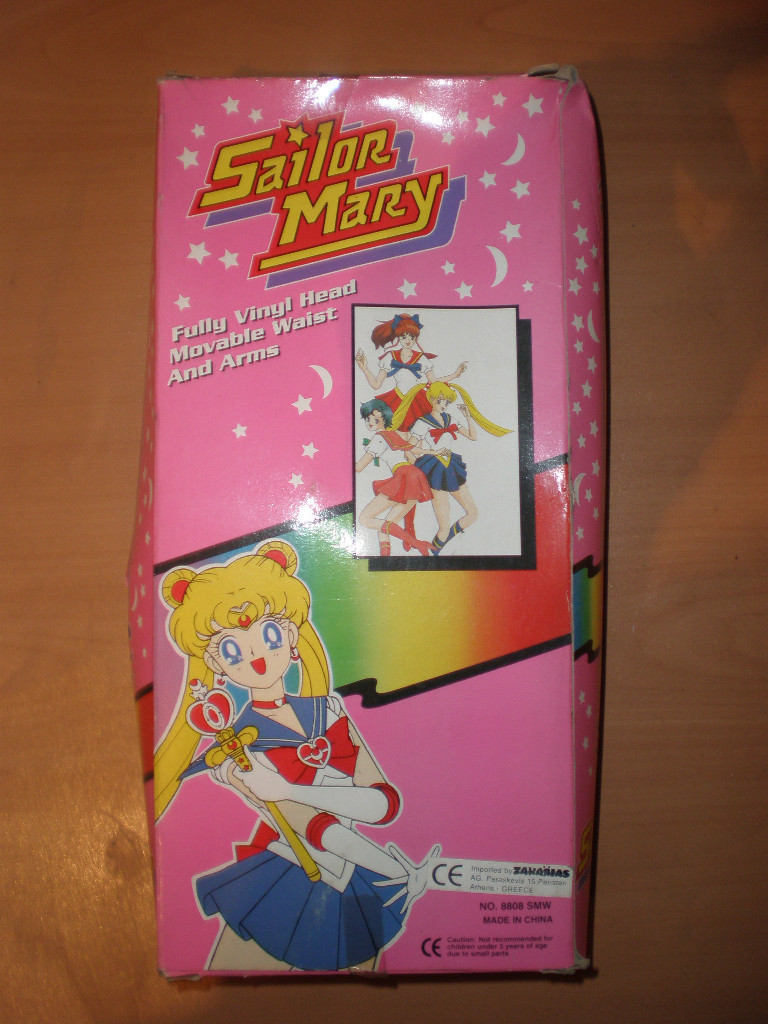 Sailor
Mary
Fully Vinyl Head
Movable Waist
And Arms
CE Imported by ZAHARIAS
AG. Paraskevis 15 Peristeri
Athens, GREECE
NO. 8808 SMW
MADE IN CHINA
CE Caution: Not recommended for
children under 3 years of age
due to small parts